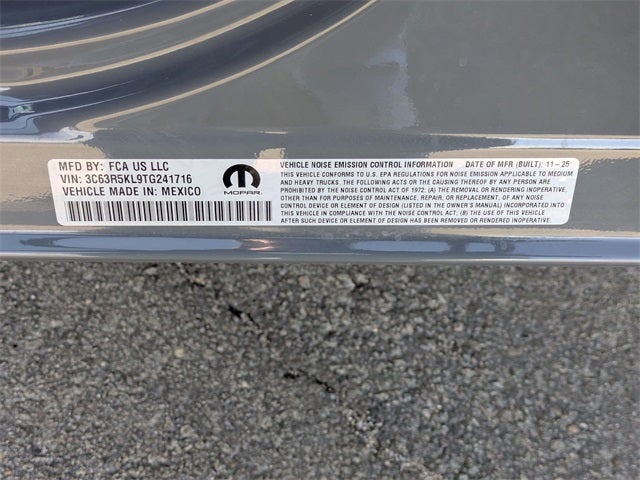 MFD BY: FCA US LLC
VIN: 3C63R5KL9TG241716
VEHICLE MADE IN: MEXICO
MOPAR
VEHICLE NOISE EMISSION CONTROL INFORMATION DATE OF MFR (BUILT): 11-25
THIS VEHICLE CONFORMS TO U.S. EPA REGULATIONS FOR NOISE EMISSION APPLICABLE TO MEDIUM
AND HEAVY TRUCKS. THE FOLLOWING ACTS OR THE CAUSING THEREOF BY ANY PERSON ARE
PROHIBITED BY THE NOISE CONTROL ACT OF 1972: (A) THE REMOVAL OR RENDERING INOPERATIVE,
OTHER THAN FOR PURPOSES OF MAINTENANCE, REPAIR, OR REPLACEMENT, OF ANY NOISE
CONTROL DEVICE OR ELEMENT OF DESIGN (LISTED IN THE OWNER'S MANUAL) INCORPORATED INTO
THIS VEHICLE IN COMPLIANCE WITH THE NOISE CONTROL ACT; (B) THE USE OF THIS VEHICLE
AFTER SUCH DEVICE OR ELEMENT OF DESIGN HAS BEEN REMOVED OR RENDERED INOPERATIVE.